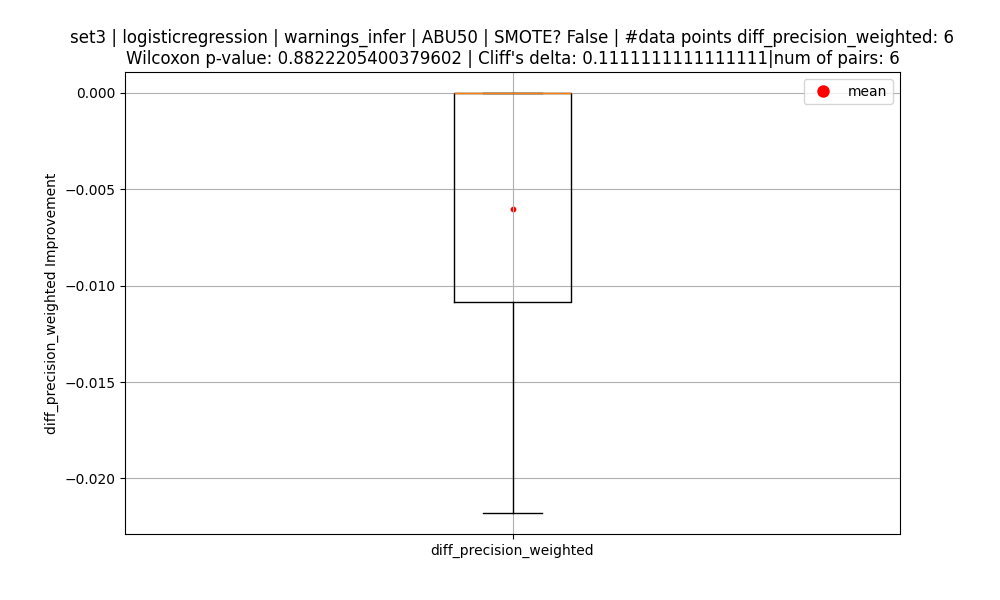 set3 | logisticregression | warnings_infer | ABU50 | SMOTE? False | #data points diff_precision_weighted: 6
Wilcoxon p-value: 0.8822205400379602 | Cliff's delta: 0.1111111111111111|num of pairs: 6
mean
0.000
−0.005
−0.010
−0.015
−0.020
diff_precision_weighted Improvement
diff_precision_weighted